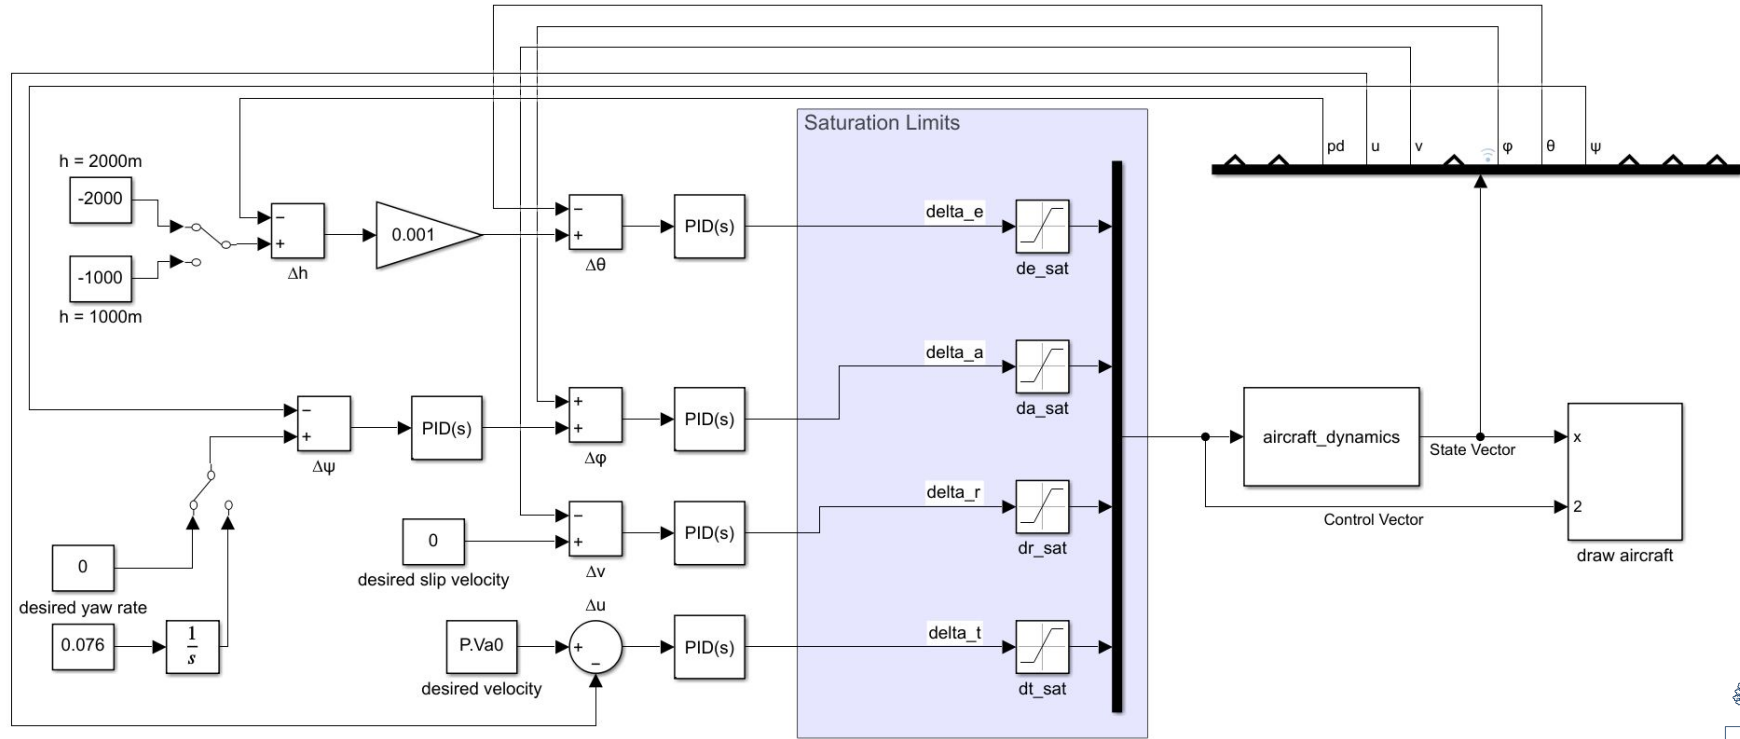 Saturation Limits
pd
u
v
φ
θ
ψ
h = 2000m
-2000
-1000
h = 1000m
−
+
Δh
0.001
−
+
Δθ
PID(s)
delta_e
de_sat
−
+
Δψ
PID(s)
+
+
Δφ
PID(s)
delta_a
da_sat
0
desired yaw rate
0.076
1
s
0
desired slip velocity
−
+
Δv
PID(s)
delta_r
dr_sat
P.Va0
desired velocity
Δu
+
−
PID(s)
delta_t
dt_sat
aircraft_dynamics
State Vector
Control Vector
x
2
draw aircraft